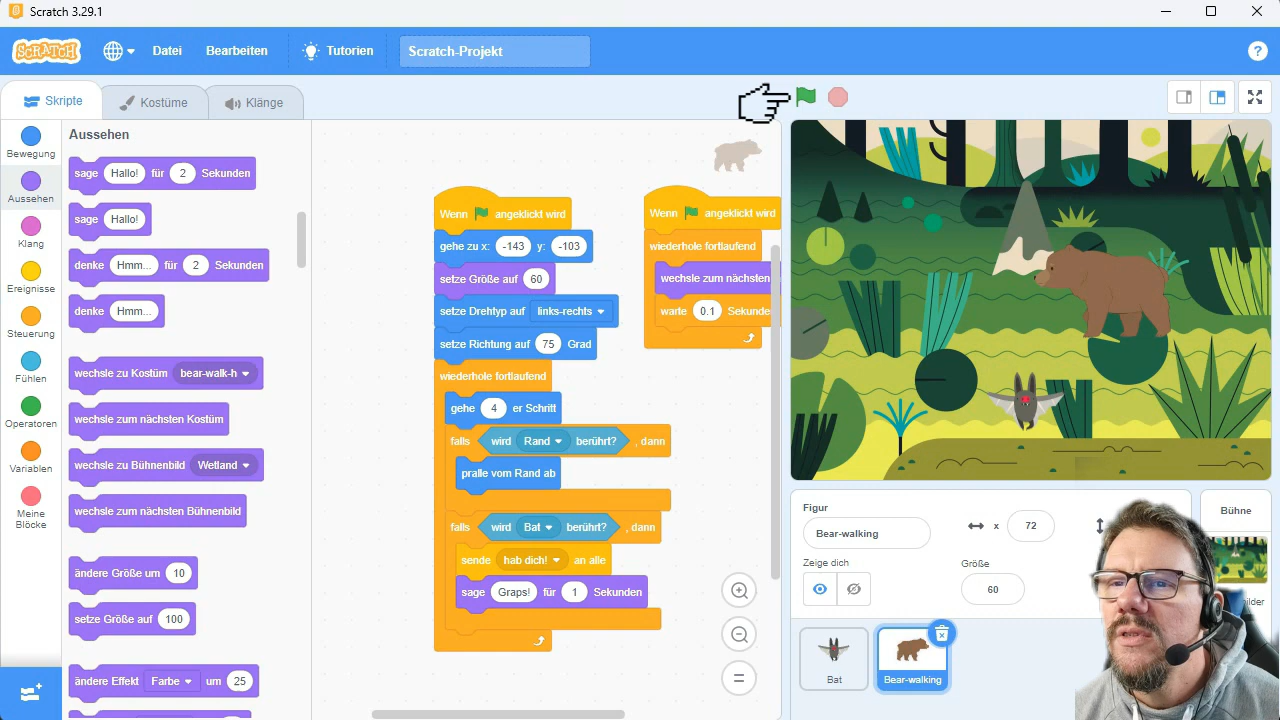 Scratch 3.29.1
SCRATCH
Datei
Bearbeiten
Tutorien
Scratch-Projekt
?
Skripte
Kostüme
Klänge
Bewegung
Aussehen
Klang
Ereignisse
Steuerung
Fühlen
Operatoren
Variablen
Meine
Blöcke
Aussehen
sage Hallo! für 2 Sekunden
sage Hallo!
denke Hmm... für 2 Sekunden
denke Hmm...
wechsle zu Kostüm bear-walk-h
wechsle zum nächsten Kostüm
wechsle zu Bühnenbild Wetland
wechsle zum nächsten Bühnenbild
ändere Größe um 10
setze Größe auf 100
ändere Effekt Farbe um 25
Wenn angeklickt wird
gehe zu x: -143 y: -103
setze Größe auf 60
setze Drehtyp auf links-rechts
setze Richtung auf 75 Grad
wiederhole fortlaufend
gehe 4 er Schritt
falls wird Rand berührt? , dann
pralle vom Rand ab
falls wird Bat berührt? , dann
sende hab dich! an alle
sage Graps! für 1 Sekunden
Wenn angeklickt wird
wiederhole fortlaufend
wechsle zum nächsten
warte 0.1 Sekunde
Figur
Bear-walking
x 72
Zeige dich
Größe
60
Bat
Bear-walking
Bühne
ilder